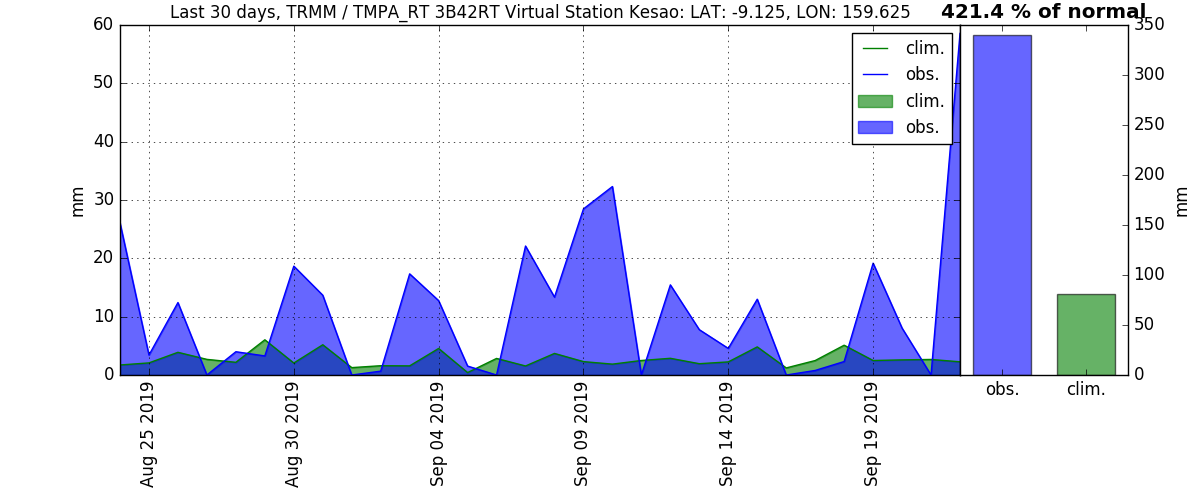 Last 30 days, TRMM / TMPA_RT 3B42RT Virtual Station Kesao: LAT: -9.125, LON: 159.625
421.4 % of normal
60
50
40
30
20
10
0
mm
clim.
obs.
clim.
obs.
350
300
250
200
150
100
50
0
mm
Aug 25 2019
Aug 30 2019
Sep 04 2019
Sep 09 2019
Sep 14 2019
Sep 19 2019
obs.
clim.